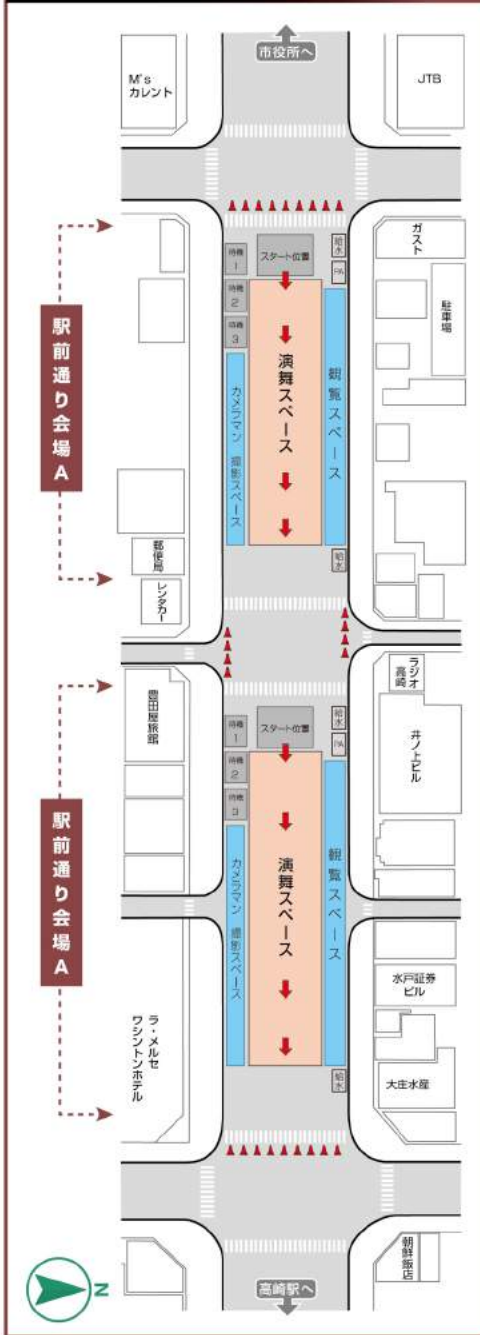 市役所へ
M's
カレント
JTB
ガスト
駐車場
待機
1
スタート位置
給水
PA
待機
2
待機
3
駅前通り会場A
カメラマン 撮影スペース
演舞スペース
観覧スペース
郵便局
レンタカー
給水
ラジオ
高崎
豊田屋旅館
待機
1
スタート位置
給水
PA
井ノ上ビル
待機
2
待機
3
駅前通り会場A
カメラマン 撮影スペース
演舞スペース
観覧スペース
水戸証券
ビル
ラ・メルセ
ワシントンホテル
大庄水産
給水
朝鮮飯店
高崎駅へ
N